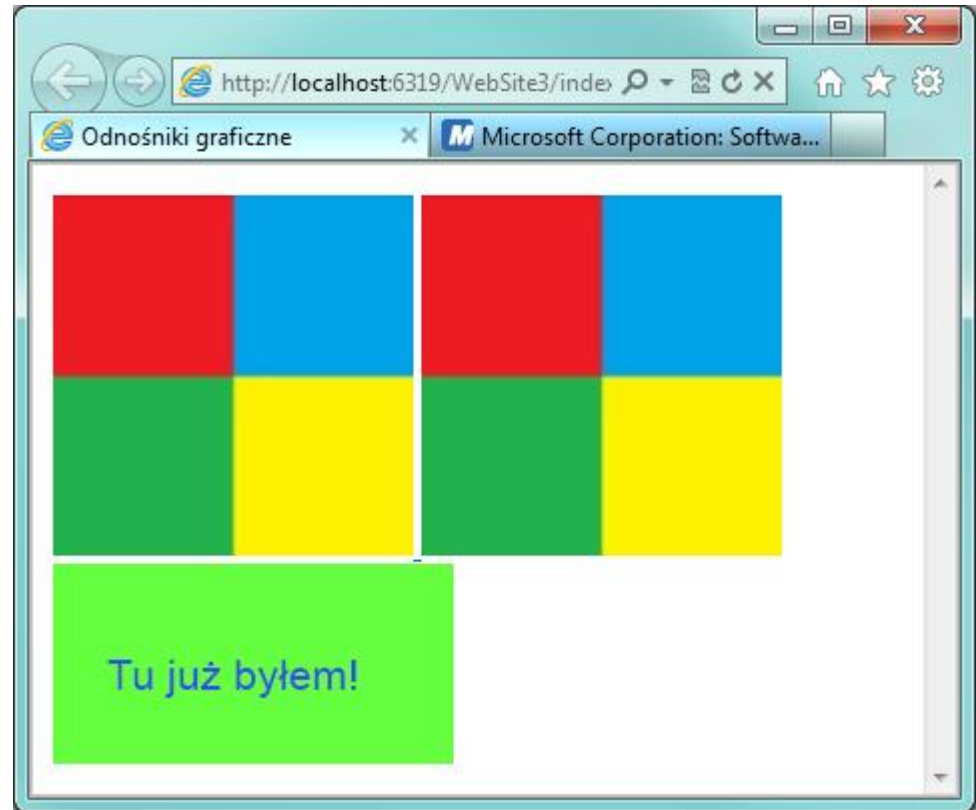 http://localhost:6319/WebSite3/inde
Odnośniki graficzne
Microsoft Corporation: Softwa...
Tu już byłem!